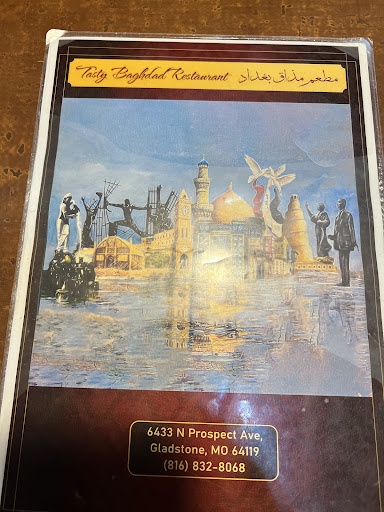 Tasty Baghdad Restaurant مطعم مذاق بغداد
6433 N Prospect Ave,
Gladstone, MO 64119
(816) 832-8068